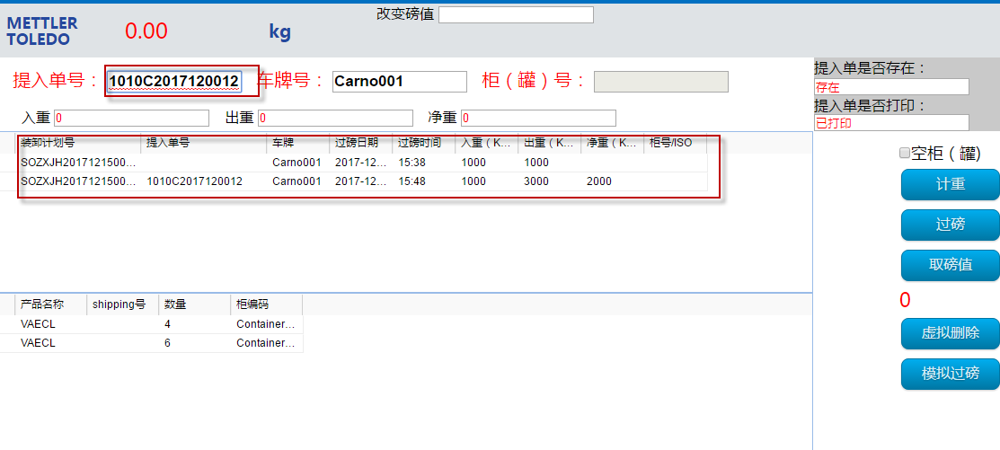 改变磅值
METTLER
TOLEDO
0.00 kg
提入单号： 1010C2017120012 车牌号： Carno001 柜（罐）号：
提入单是否存在：
存在
提入单是否打印：
已打印
入重 0 出重 0 净重 0
装卸计划号 提入单号 车牌 过磅日期 过磅时间 入重（K... 出重（K... 净重（K... 柜号/ISO
SOZXJH2017121500... Carno001 2017-12... 15:38 1000 1000
SOZXJH2017121500... 1010C2017120012 Carno001 2017-12... 15:48 1000 3000 2000
空柜（罐)
计重
过磅
取磅值
0
虚拟删除
模拟过磅
产品名称 shipping号 数量 柜编码
VAECL 4 Container...
VAECL 6 Container...